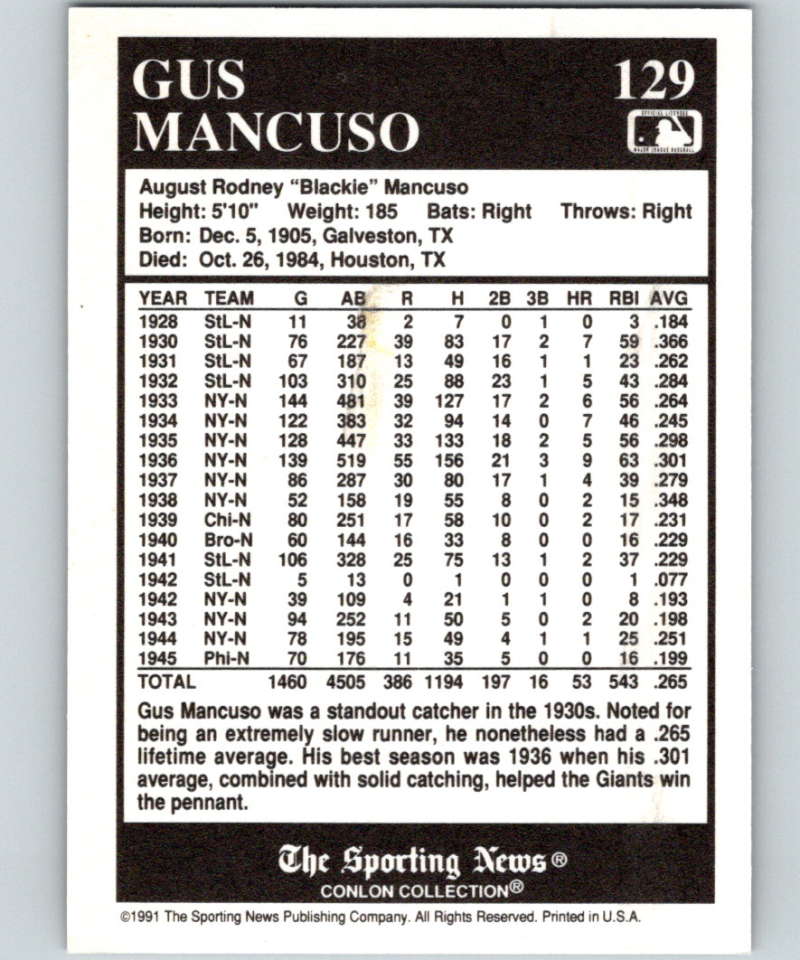 GUS
129
MANCUSO
OFFICIAL LICENSEE
MAJOR LEAGUE BASEBALL
August Rodney “Blackie” Mancuso
Height: 5'10" Weight: 185 Bats: Right Throws: Right
Born: Dec. 5, 1905, Galveston, TX
Died: Oct. 26, 1984, Houston, TX
YEAR TEAM G AB R H 2B 3B HR RBI AVG
1928 StL-N 11 38 2 7 0 1 0 3 .184
1930 StL-N 76 227 39 83 17 2 7 59 .366
1931 StL-N 67 187 13 49 16 1 1 23 .262
1932 StL-N 103 310 25 88 23 1 5 43 .284
1933 NY-N 144 481 39 127 17 2 6 56 .264
1934 NY-N 122 383 32 94 14 0 7 46 .245
1935 NY-N 128 447 33 133 18 2 5 56 .298
1936 NY-N 139 519 55 156 21 3 9 63 .301
1937 NY-N 86 287 30 80 17 1 4 39 .279
1938 NY-N 52 158 19 55 8 0 2 15 .348
1939 Chi-N 80 251 17 58 10 0 2 17 .231
1940 Bro-N 60 144 16 33 8 0 0 16 .229
1941 StL-N 106 328 25 75 13 1 2 37 .229
1942 StL-N 5 13 0 1 0 0 0 1 .077
1942 NY-N 39 109 4 21 1 1 0 8 .193
1943 NY-N 94 252 11 50 5 0 2 20 .198
1944 NY-N 78 195 15 49 4 1 1 25 .251
1945 Phi-N 70 176 11 35 5 0 0 16 .199
TOTAL 1460 4505 386 1194 197 16 53 543 .265
Gus Mancuso was a standout catcher in the 1930s. Noted for
being an extremely slow runner, he nonetheless had a .265
lifetime average. His best season was 1936 when his .301
average, combined with solid catching, helped the Giants win
the pennant.
The Sporting News®
CONLON COLLECTION®
©1991 The Sporting News Publishing Company. All Rights Reserved. Printed in U.S.A.